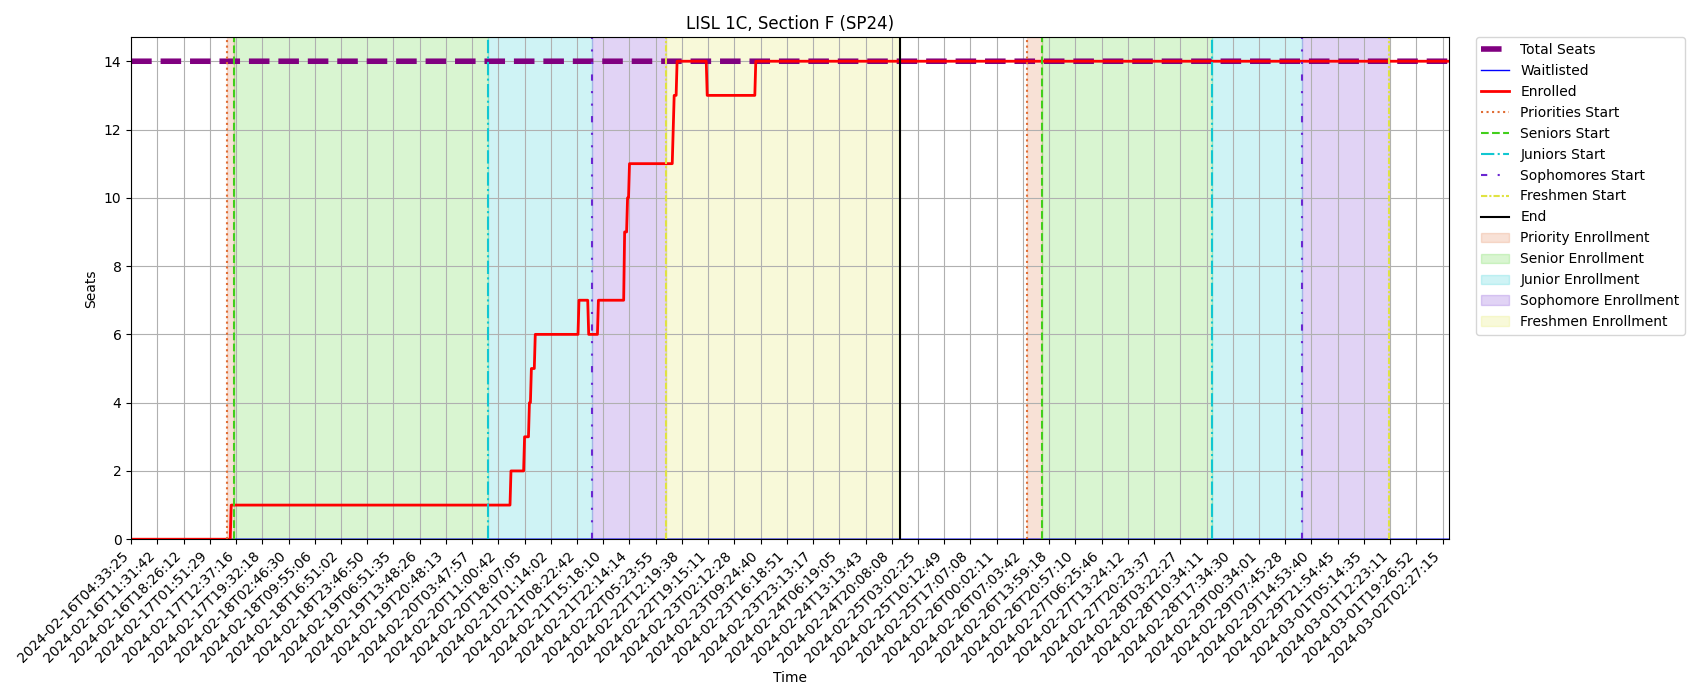 LISL 1C, Section F (SP24)
Seats
14
12
10
8
6
4
2
0
2024-02-16T04:33:25
2024-02-16T11:31:42
2024-02-16T18:26:12
2024-02-17T01:51:29
2024-02-17T12:37:16
2024-02-17T19:32:18
2024-02-18T02:46:30
2024-02-18T09:55:06
2024-02-18T16:51:02
2024-02-18T23:46:50
2024-02-19T06:51:35
2024-02-19T13:48:26
2024-02-19T20:48:13
2024-02-20T03:47:57
2024-02-20T11:00:42
2024-02-20T18:07:05
2024-02-21T01:14:02
2024-02-21T08:22:42
2024-02-21T15:18:10
2024-02-21T22:14:14
2024-02-22T05:23:55
2024-02-22T12:19:38
2024-02-22T19:15:11
2024-02-23T02:12:28
2024-02-23T09:24:40
2024-02-23T16:18:51
2024-02-23T23:13:17
2024-02-24T06:19:05
2024-02-24T13:13:43
2024-02-24T20:08:08
2024-02-25T03:02:25
2024-02-25T10:12:49
2024-02-25T17:07:08
2024-02-26T00:02:11
2024-02-26T07:03:42
2024-02-26T13:59:18
2024-02-26T20:57:10
2024-02-27T06:25:46
2024-02-27T13:24:12
2024-02-27T20:23:37
2024-02-28T03:22:27
2024-02-28T10:34:11
2024-02-28T17:34:30
2024-02-29T00:34:01
2024-02-29T07:45:28
2024-02-29T14:53:40
2024-02-29T21:54:45
2024-03-01T05:14:35
2024-03-01T12:23:11
2024-03-01T19:26:52
2024-03-02T02:27:15
Time
Total Seats
Waitlisted
Enrolled
Priorities Start
Seniors Start
Juniors Start
Sophomores Start
Freshmen Start
End
Priority Enrollment
Senior Enrollment
Junior Enrollment
Sophomore Enrollment
Freshmen Enrollment